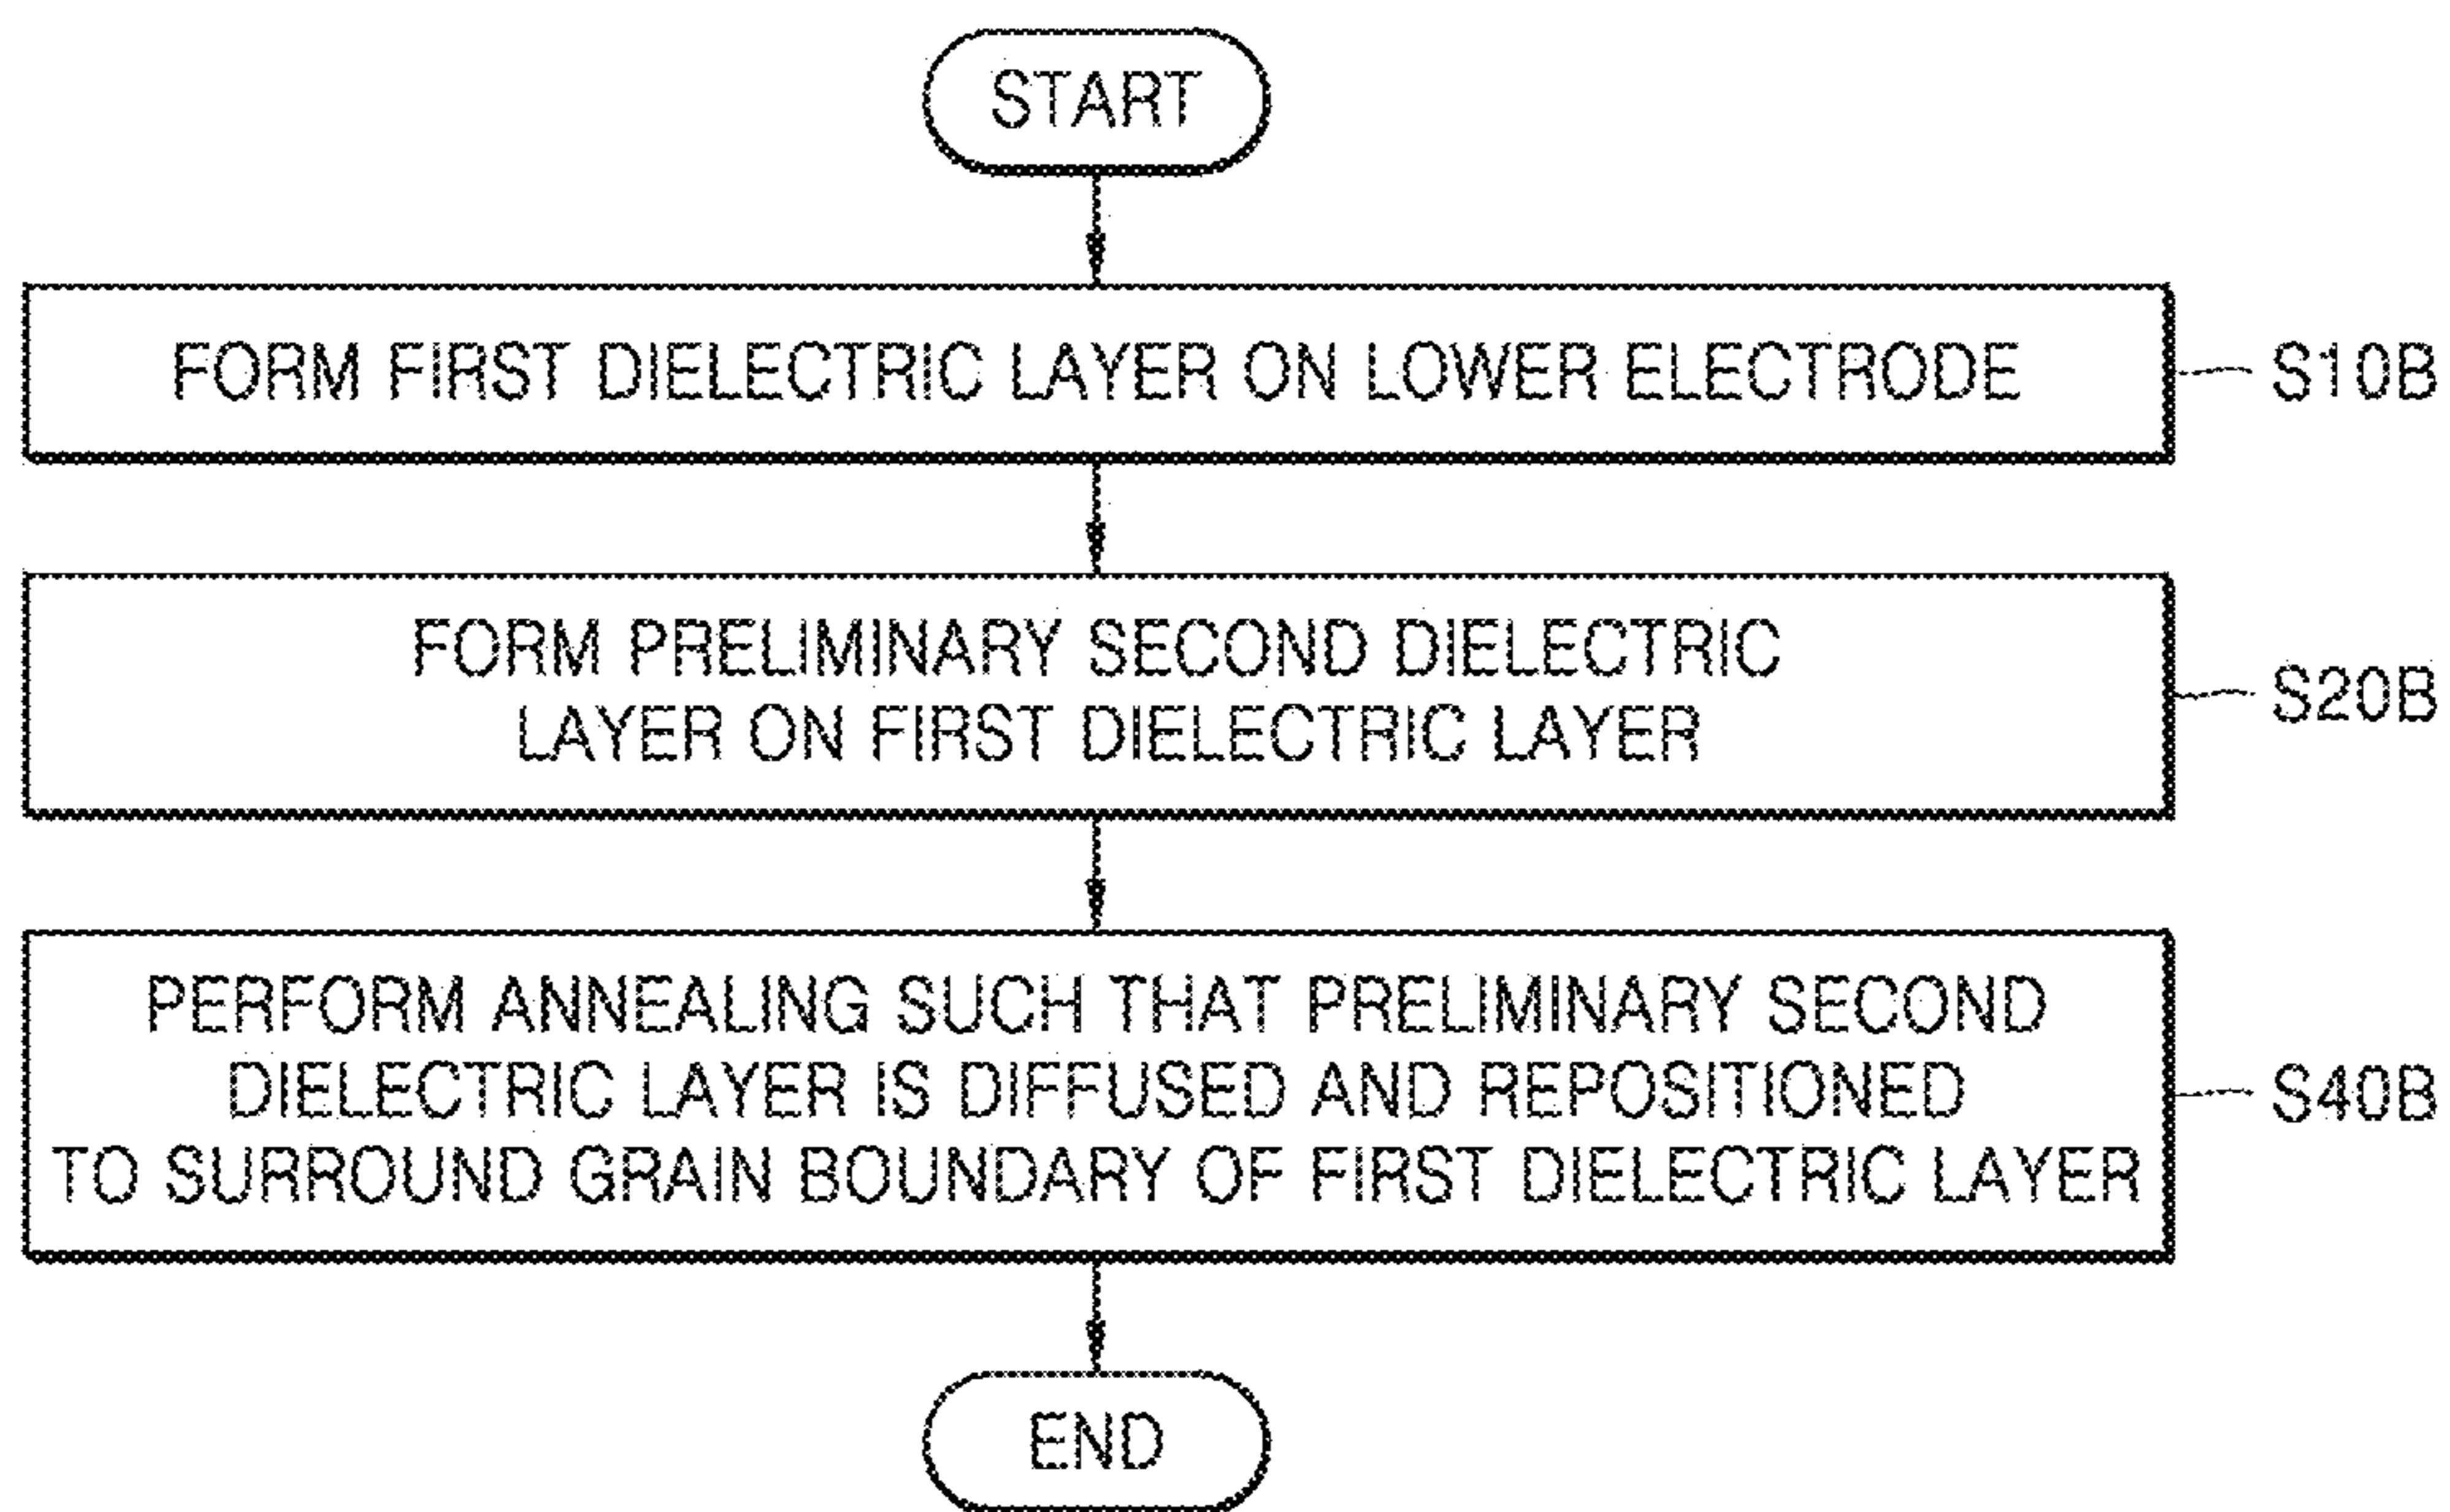 START
FORM FIRST DIELECTRIC LAYER ON LOWER ELECTRODE
S10B
FORM PRELIMINARY SECOND DIELECTRIC
LAYER ON FIRST DIELECTRIC LAYER
S20B
PERFORM ANNEALING SUCH THAT PRELIMINARY SECOND
DIELECTRIC LAYER IS DIFFUSED AND REPOSITIONED
TO SURROUND GRAIN BOUNDARY OF FIRST DIELECTRIC LAYER
S40B
END